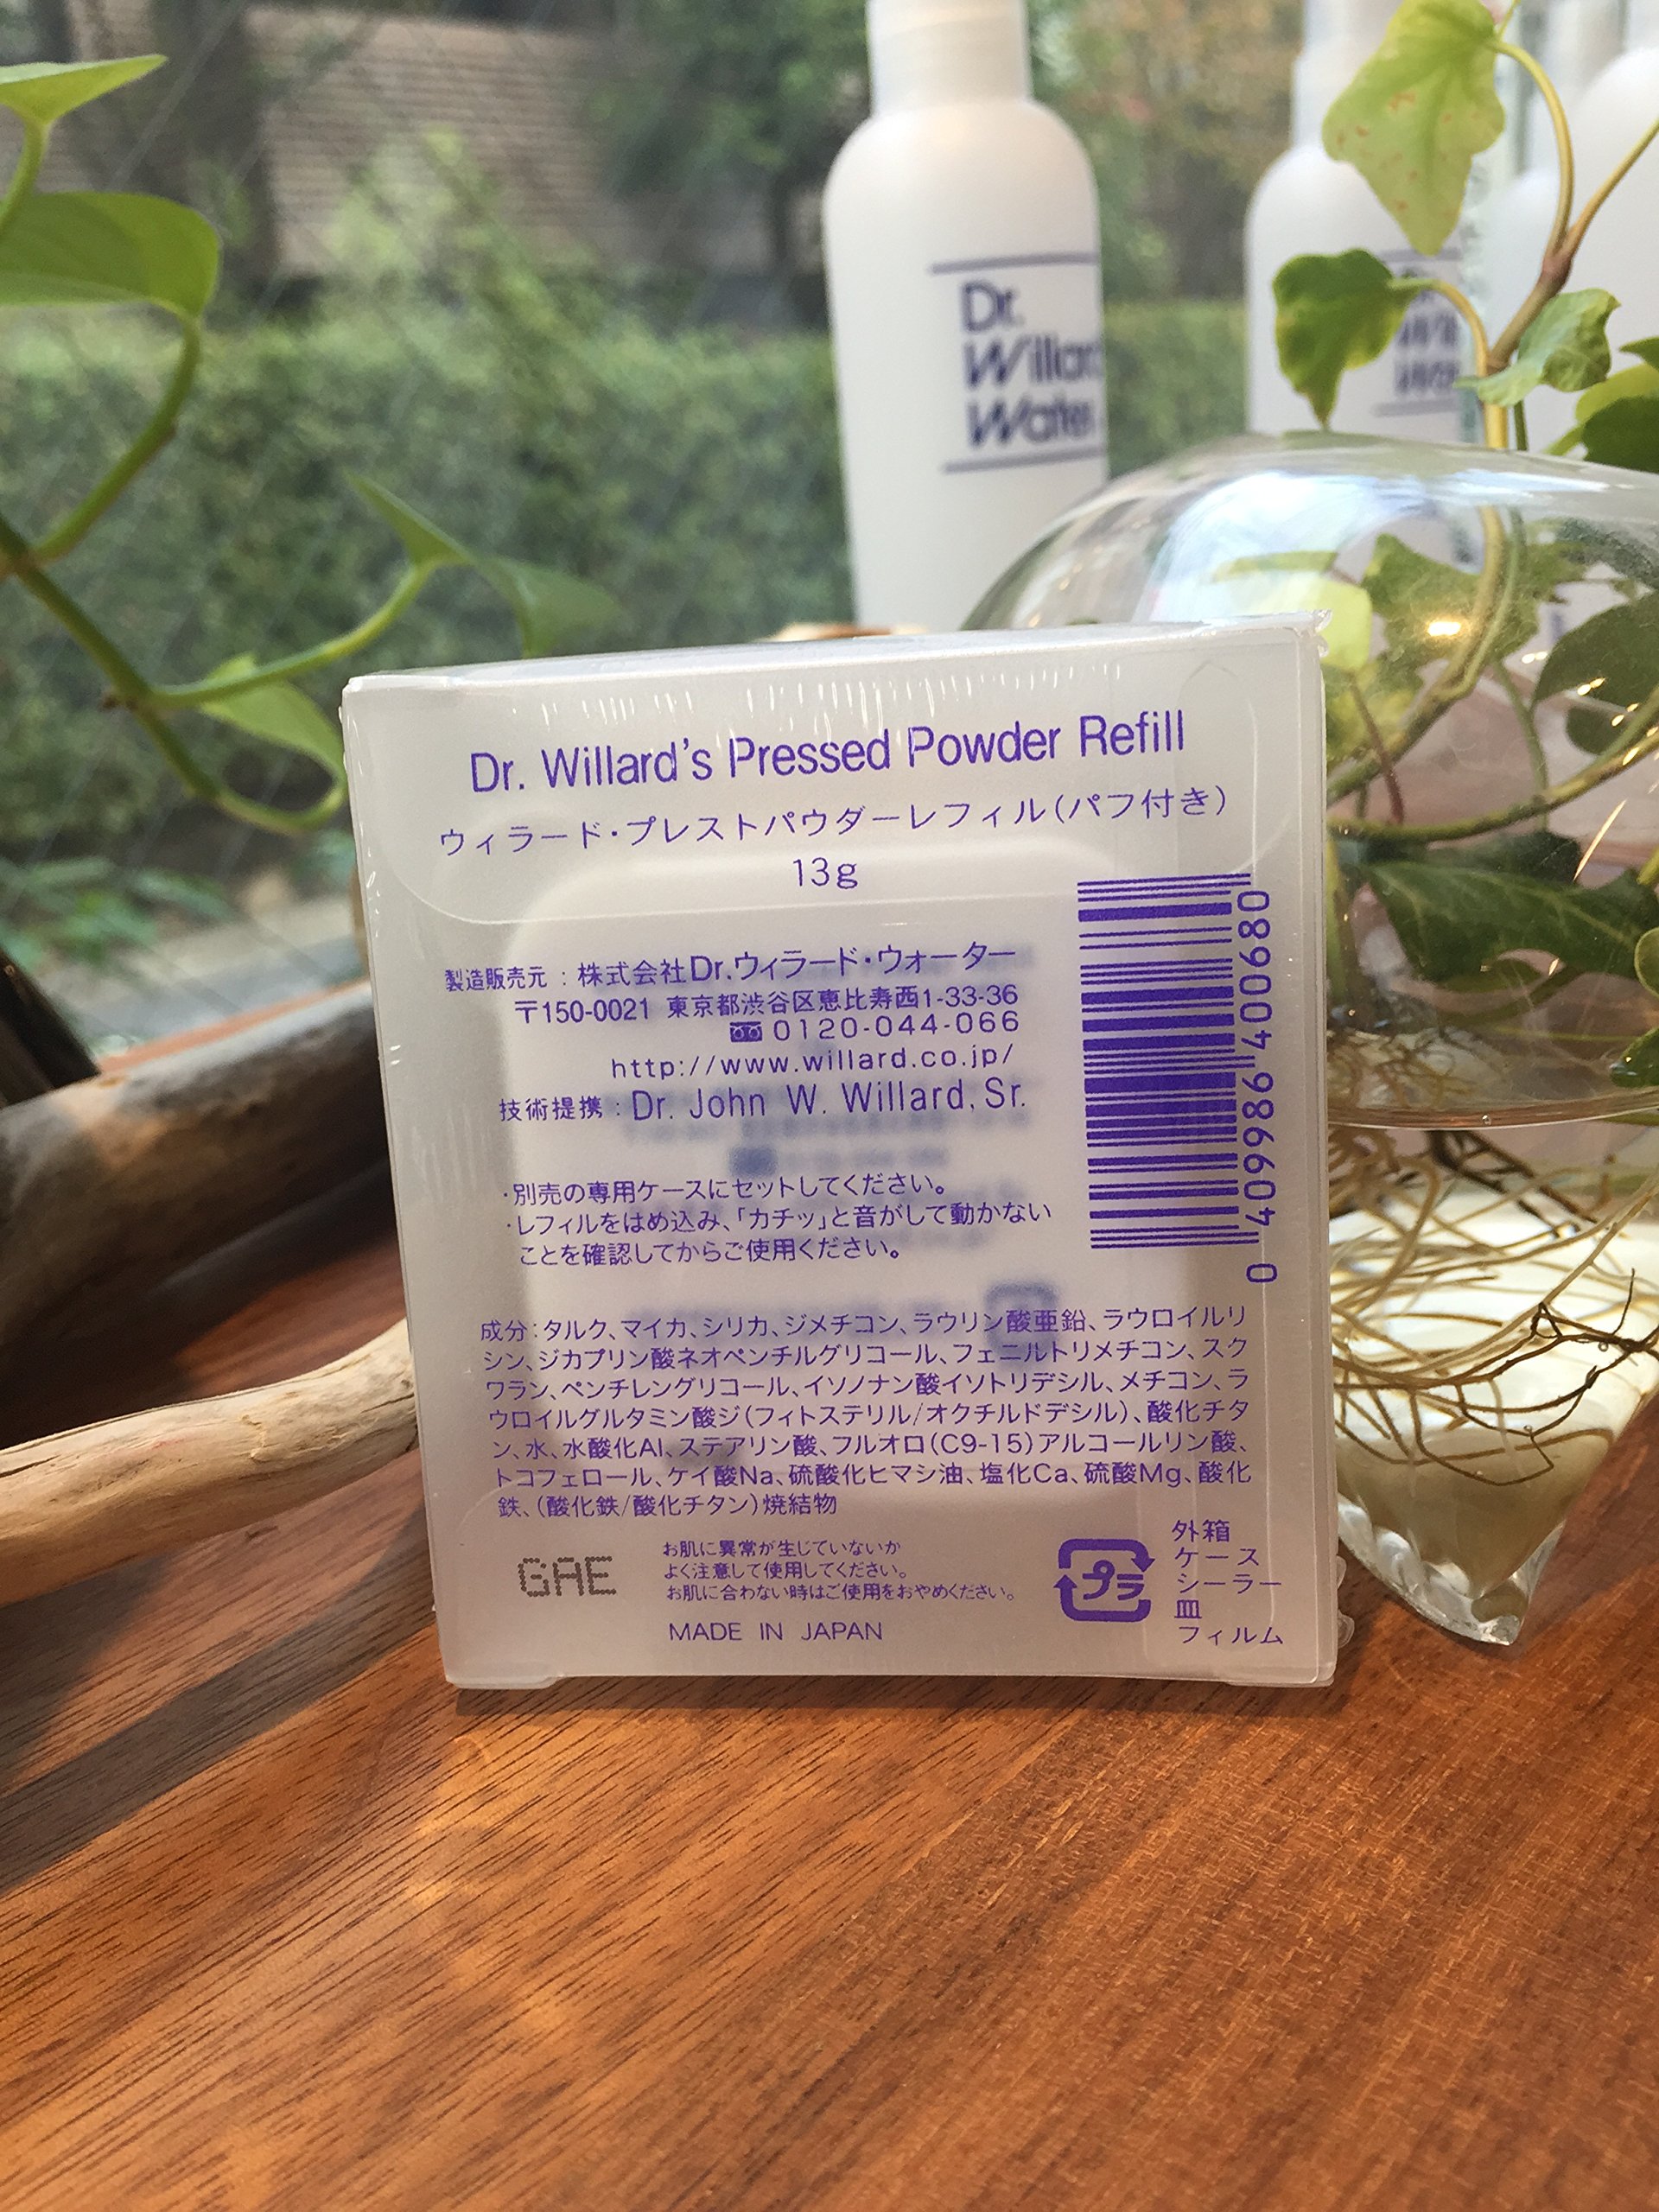 Dr.
Willard
Water
Dr. Willard's Pressed Powder Refill
ウィラード・プレストパウダーレフィル(パフ付き)
13g
製造販売元：株式会社Dr.ウィラード・ウォーター
〒150-0021 東京都渋谷区恵比寿西1-33-36
0120-044-066
http://www.willard.co.jp/
技術提携：Dr. John W. Willard, Sr.
・別売の専用ケースにセットしてください。
・レフィルをはめ込み、「カチッ」と音がして動かない
ことを確認してからご使用ください。
0 409986 400680
成分：タルク、マイカ、シリカ、ジメチコン、ラウリン酸亜鉛、ラウロイルリ
シン、ジカプリン酸ネオペンチルグリコール、フェニルトリメチコン、スク
ワラン、ペンチレングリコール、イソノナン酸イソトリデシル、メチコン、ラ
ウロイルグルタミン酸ジ(フィトステリル/オクチルドデシル)、酸化チタ
ン、水、水酸化Al、ステアリン酸、フルオロ(C9-15)アルコールリン酸、
トコフェロール、ケイ酸Na、硫酸化ヒマシ油、塩化Ca、硫酸Mg、酸化
鉄、(酸化鉄/酸化チタン)焼結物
GAE
お肌に異常が生じていないか
よく注意して使用してください。
お肌に合わない時はご使用をおやめください。
MADE IN JAPAN
プラ
外箱
ケース
シーラー
皿
フィルム